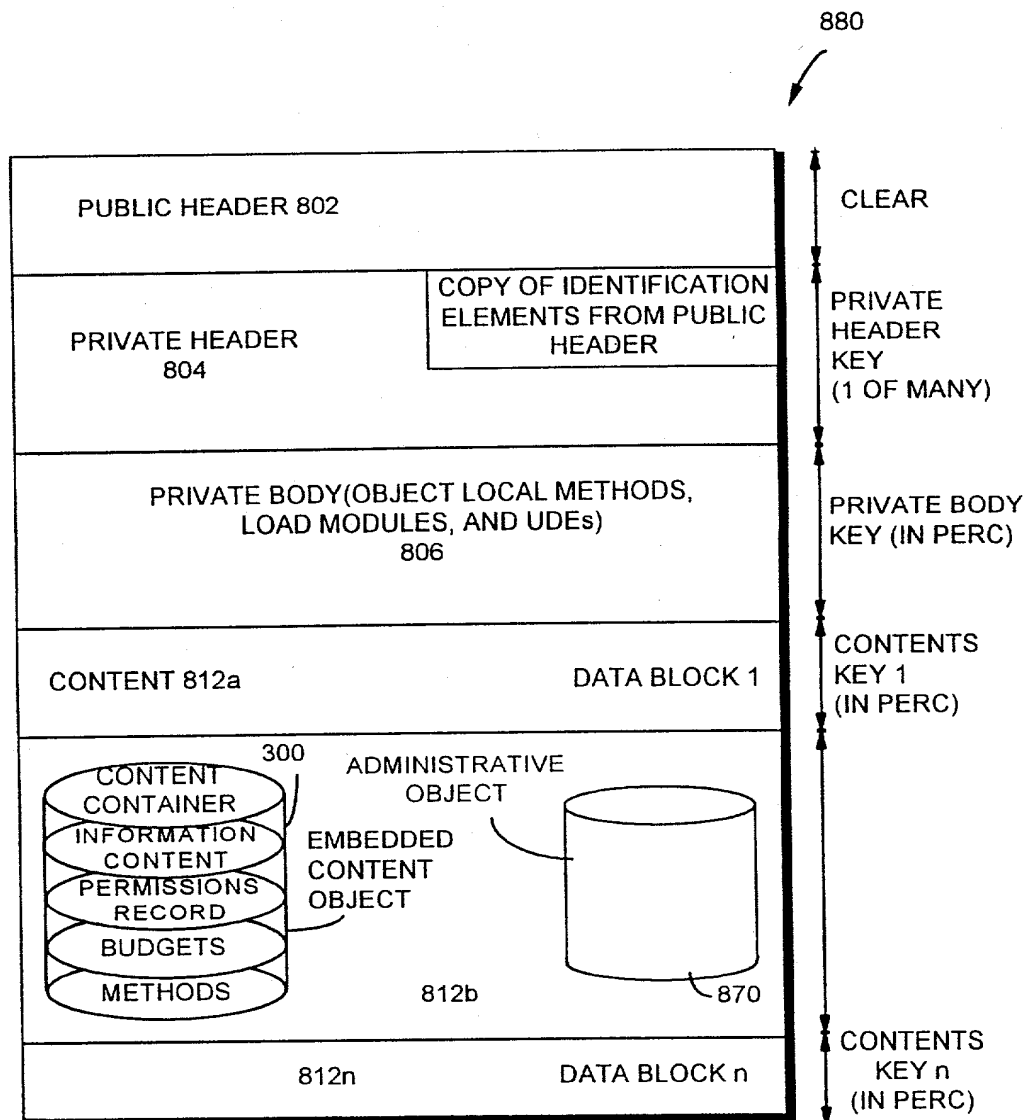 880
PUBLIC HEADER 802
CLEAR
COPY OF IDENTIFICATION
ELEMENTS FROM PUBLIC
HEADER
PRIVATE HEADER
804
PRIVATE
HEADER
KEY
(1 OF MANY)
PRIVATE BODY(OBJECT LOCAL METHODS,
LOAD MODULES, AND UDEs)
806
PRIVATE BODY
KEY (IN PERC)
CONTENT 812a
DATA BLOCK 1
CONTENTS
KEY 1
(IN PERC)
300
CONTENT
CONTAINER
INFORMATION
CONTENT
PERMISSIONS
RECORD
BUDGETS
METHODS
EMBEDDED
CONTENT
OBJECT
ADMINISTRATIVE
OBJECT
870
812b
812n
DATA BLOCK n
CONTENTS
KEY n
(IN PERC)